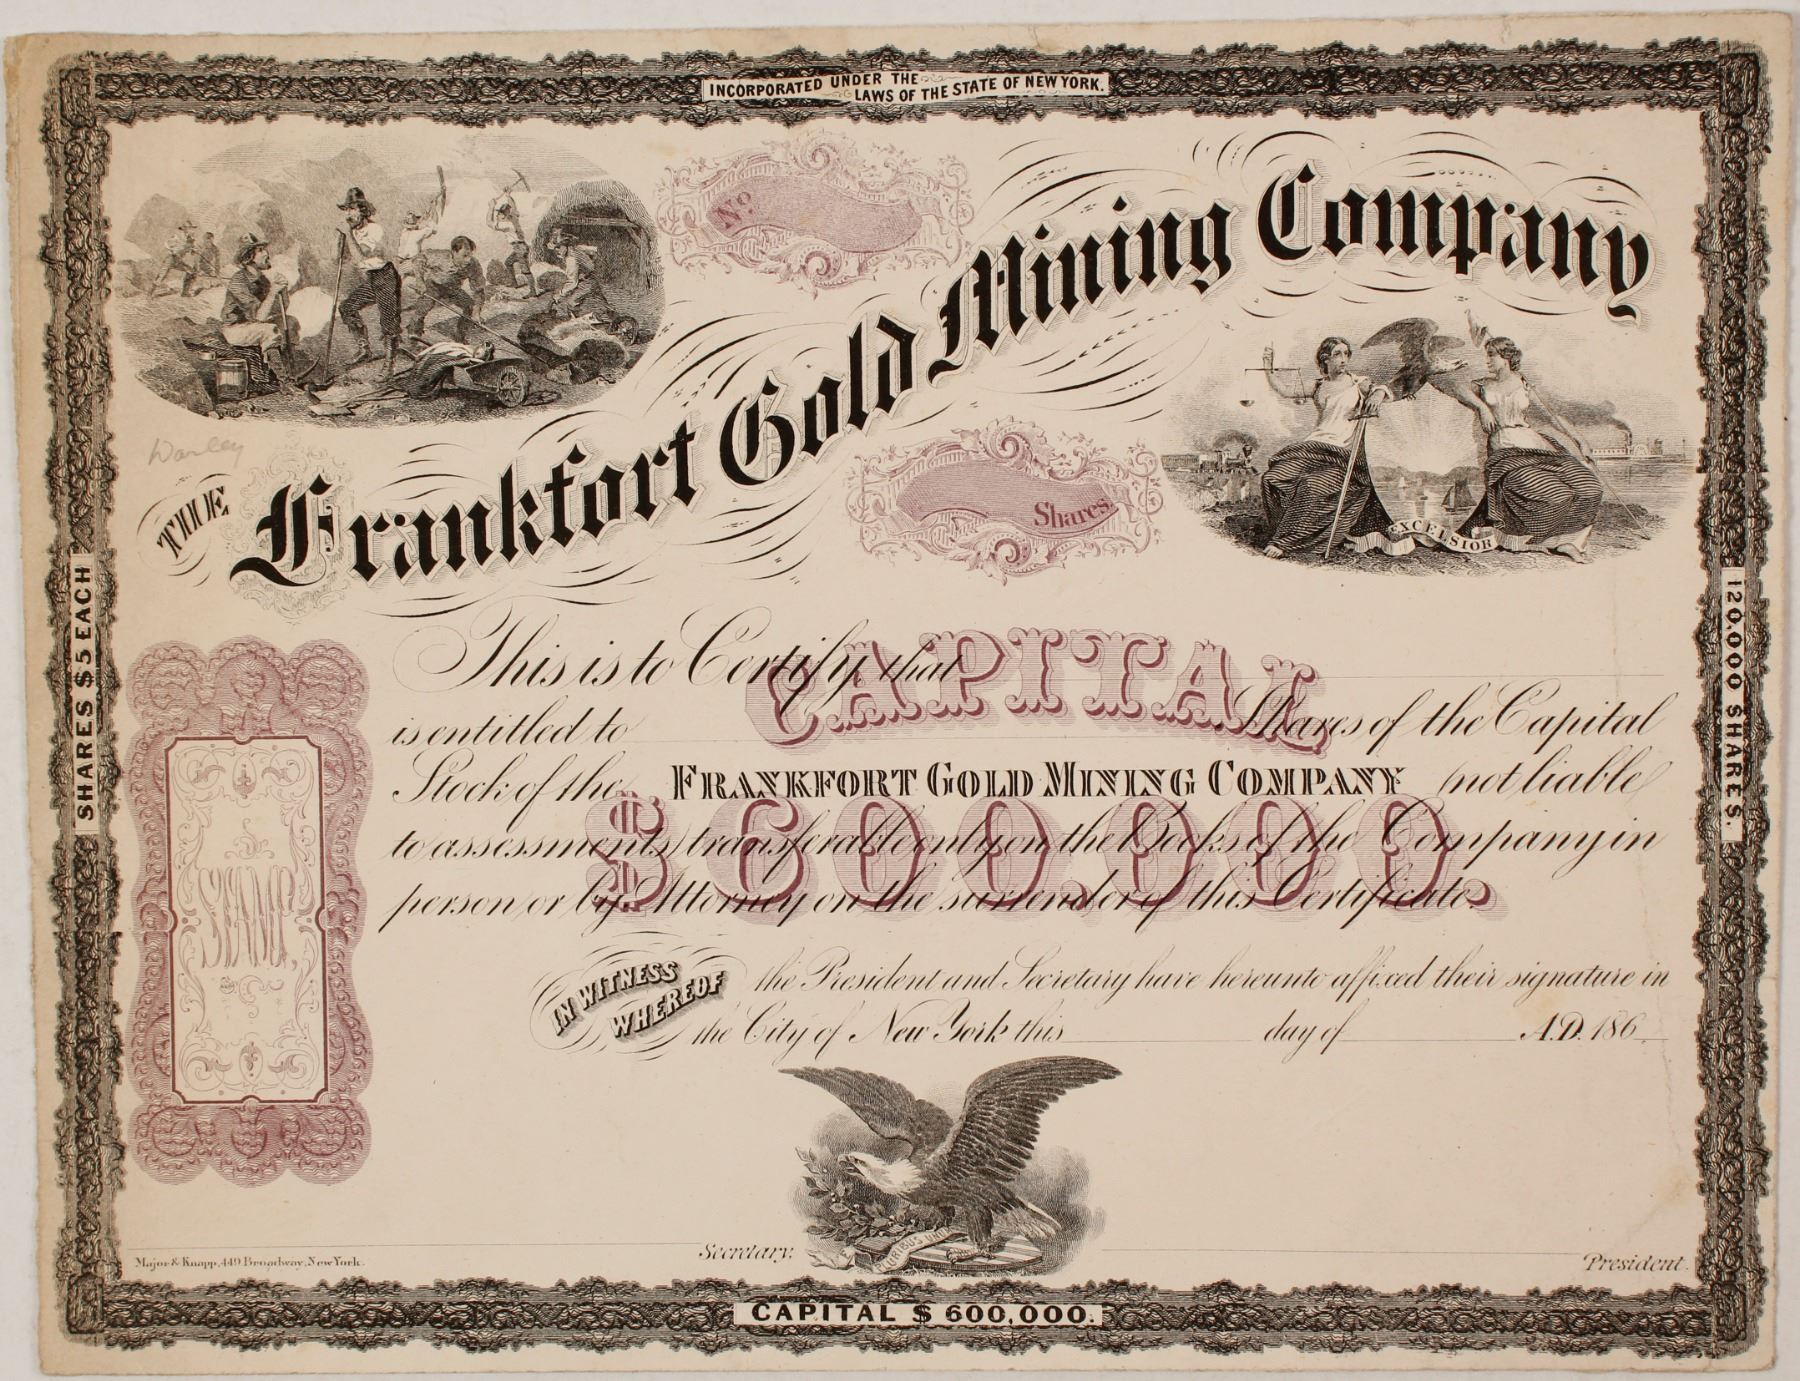 INCORPORATED UNDER THE
LAWS OF THE STATE OF NEW YORK.
No
THE Frankfort Gold Mining Company
Shares.
EXCELSIOR
SHARES $5 EACH
120,000 SHARES.
This is to Certify that
CAPITAL
is entitled to Shares of the Capital
Stock of the FRANKFORT GOLD MINING COMPANY (not liable
$600,000.
to assessments) transferable only on the Books of the Company in
person or by Attorney on the surrender of this Certificate.
STAMP.
IN WITNESS WHEREOF the President and Secretary have hereunto affixed their signature in
the City of New York this day of A.D. 186
PLURIBUS UNUM
Secretary.
President.
Major & Knapp, 449 Broadway, New York.
CAPITAL $600,000.